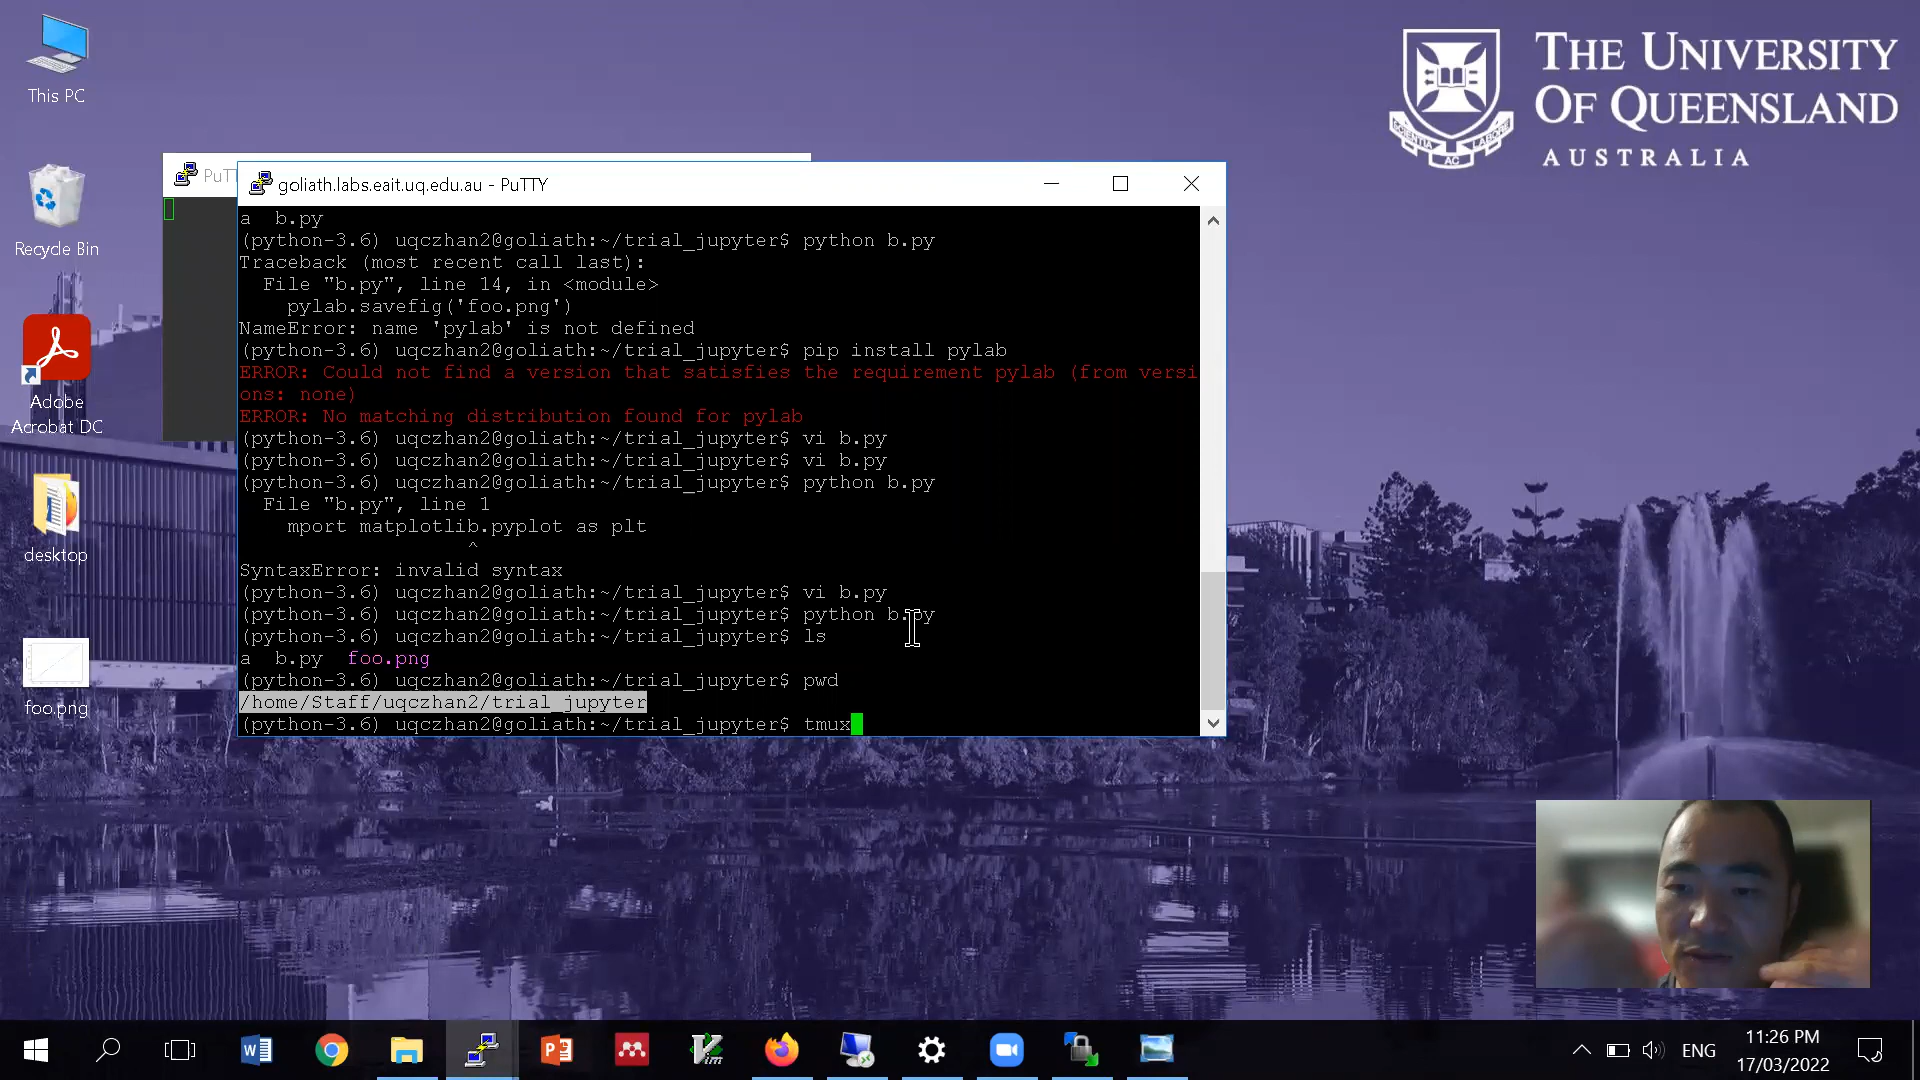 This PC
Recycle Bin
Adobe
Acrobat DC
desktop
foo.png
THE UNIVERSITY
OF QUEENSLAND
AUSTRALIA
SCIENTIA AC LABORE
PuTT
goliath.labs.eait.uq.edu.au - PuTTY
a  b.py
(python-3.6) uqczhan2@goliath:~/trial_jupyter$ python b.py
Traceback (most recent call last):
  File "b.py", line 14, in <module>
    pylab.savefig('foo.png')
NameError: name 'pylab' is not defined
(python-3.6) uqczhan2@goliath:~/trial_jupyter$ pip install pylab
ERROR: Could not find a version that satisfies the requirement pylab (from versi
ons: none)
ERROR: No matching distribution found for pylab
(python-3.6) uqczhan2@goliath:~/trial_jupyter$ vi b.py
(python-3.6) uqczhan2@goliath:~/trial_jupyter$ vi b.py
(python-3.6) uqczhan2@goliath:~/trial_jupyter$ python b.py
  File "b.py", line 1
    mport matplotlib.pyplot as plt
                   ^
SyntaxError: invalid syntax
(python-3.6) uqczhan2@goliath:~/trial_jupyter$ vi b.py
(python-3.6) uqczhan2@goliath:~/trial_jupyter$ python b.py
(python-3.6) uqczhan2@goliath:~/trial_jupyter$ ls
a  b.py  foo.png
(python-3.6) uqczhan2@goliath:~/trial_jupyter$ pwd
/home/Staff/uqczhan2/trial_jupyter
(python-3.6) uqczhan2@goliath:~/trial_jupyter$ tmux
ENG
11:26 PM
17/03/2022